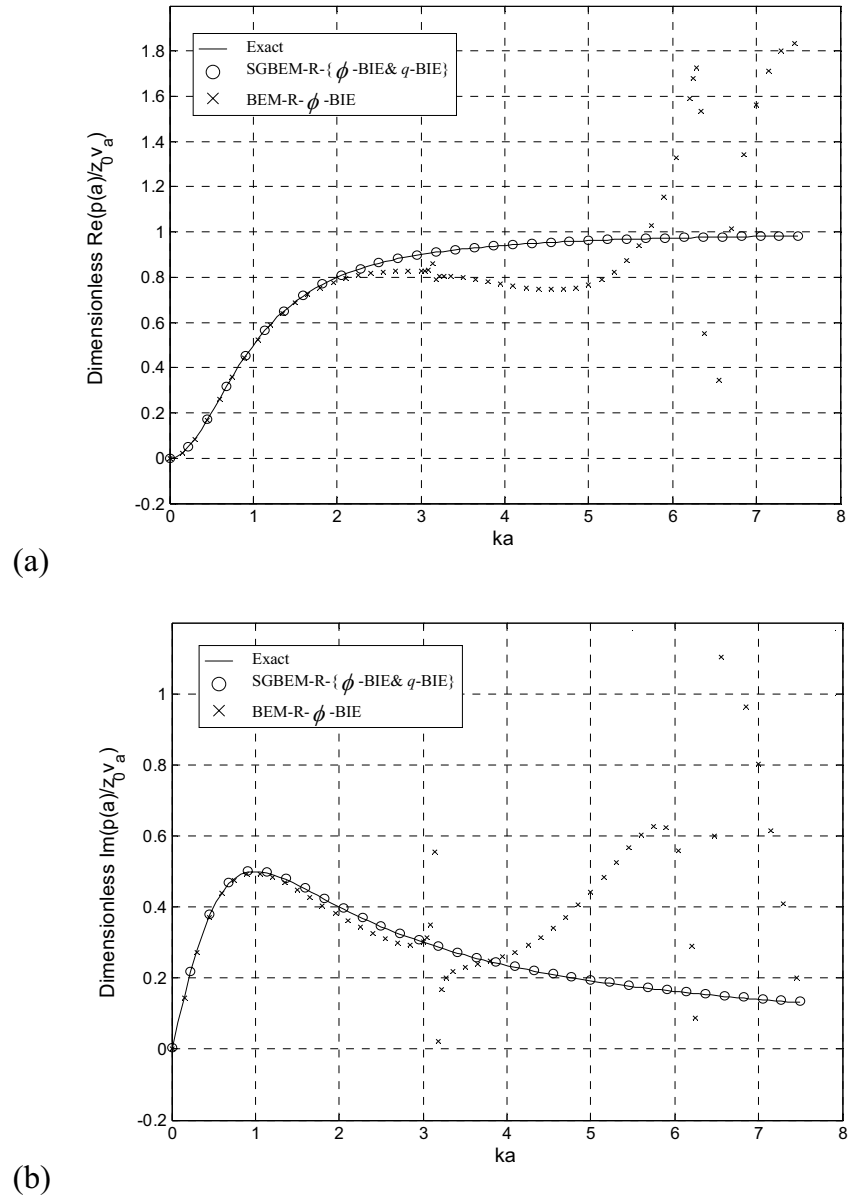 Exact
SGBEM-R-{ϕ-BIE& q-BIE}
BEM-R-ϕ-BIE
Dimensionless Re(p(a)/z₀vₐ)
1.8
1.6
1.4
1.2
1
0.8
0.6
0.4
0.2
0
-0.2
0 1 2 3 4 5 6 7 8
ka
(a)
Exact
SGBEM-R-{ϕ-BIE& q-BIE}
BEM-R-ϕ-BIE
Dimensionless Im(p(a)/z₀vₐ)
1
0.8
0.6
0.4
0.2
0
-0.2
0 1 2 3 4 5 6 7 8
ka
(b)